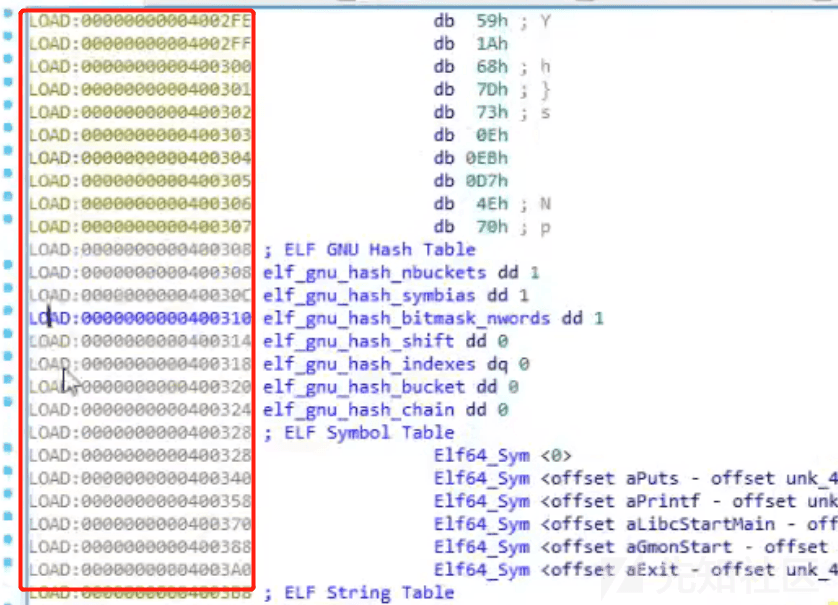 LOAD:00000000004002FE db 59h ; Y
LOAD:00000000004002FF db 1Ah
LOAD:0000000000400300 db 68h ; h
LOAD:0000000000400301 db 7Dh ; }
LOAD:0000000000400302 db 73h ; s
LOAD:0000000000400303 db 0Eh
LOAD:0000000000400304 db 0EBh
LOAD:0000000000400305 db 0D7h
LOAD:0000000000400306 db 4Eh ; N
LOAD:0000000000400307 db 70h ; p
LOAD:0000000000400308 ; ELF GNU Hash Table
LOAD:0000000000400308 elf_gnu_hash_nbuckets dd 1
LOAD:000000000040030C elf_gnu_hash_symbias dd 1
LOAD:0000000000400310 elf_gnu_hash_bitmask_nwords dd 1
LOAD:0000000000400314 elf_gnu_hash_shift dd 0
LOAD:0000000000400318 elf_gnu_hash_indexes dq 0
LOAD:0000000000400320 elf_gnu_hash_bucket dd 0
LOAD:0000000000400324 elf_gnu_hash_chain dd 0
LOAD:0000000000400328 ; ELF Symbol Table
LOAD:0000000000400328 Elf64_Sym <0>
LOAD:0000000000400340 Elf64_Sym <offset aPuts - offset unk_4
LOAD:0000000000400358 Elf64_Sym <offset aPrintf - offset unk
LOAD:0000000000400370 Elf64_Sym <offset aLibcStartMain - off
LOAD:0000000000400388 Elf64_Sym <offset aGmonStart - offset
LOAD:00000000004003A0 Elf64_Sym <offset aExit - offset unk_4
LOAD:00000000004003B8 ; ELF String Table
先知社区